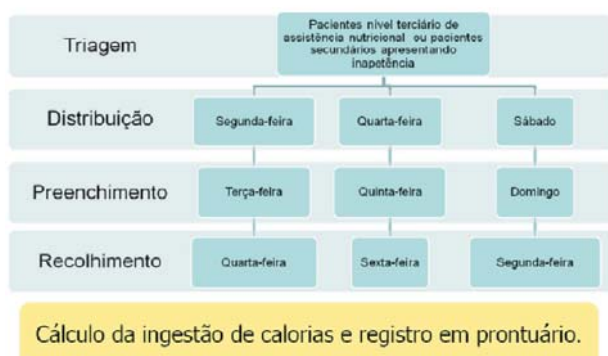 Triagem
Pacientes nível terciário de
assistência nutricional ou pacientes
secundários apresentando
inapetência
Distribuição
Segunda-feira
Quarta-feira
Sábado
Preenchimento
Terça-feira
Quinta-feira
Domingo
Recolhimento
Quarta-feira
Sexta-feira
Segunda-feira
Cálculo da ingestão de calorias e registro em prontuário.